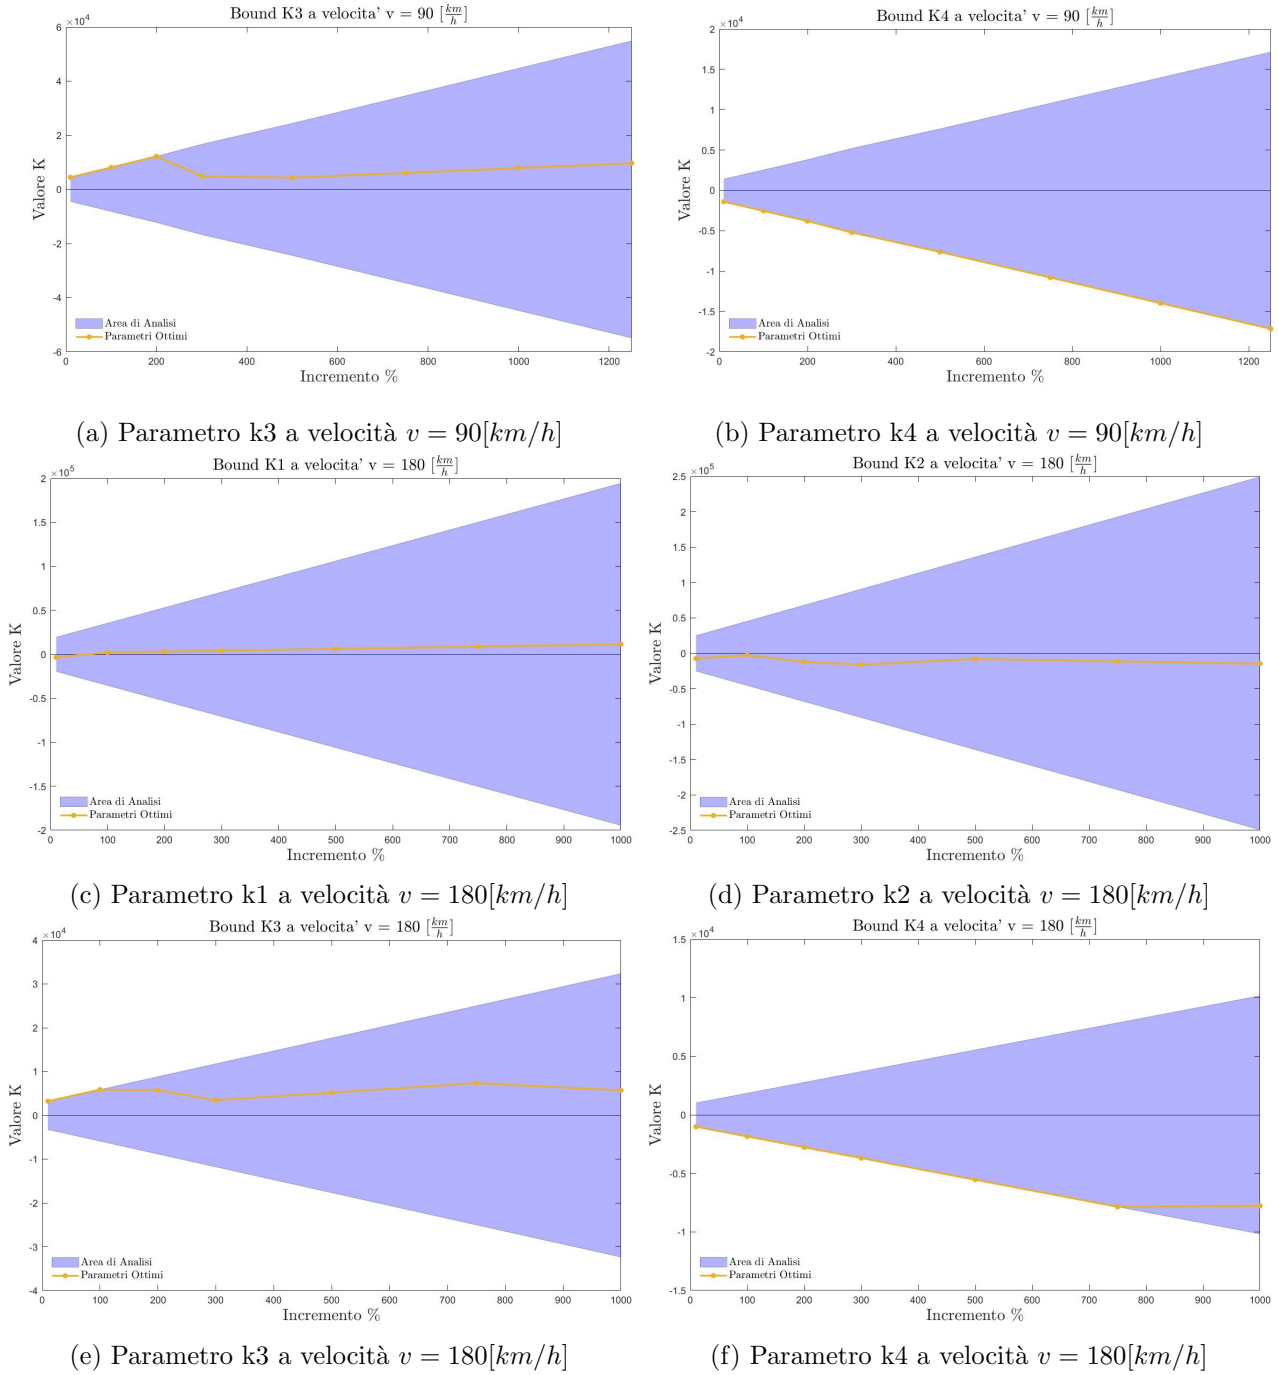 Bound K3 a velocita' v = 90 [km/h]
×10^4
6
4
2
0
-2
-4
-6
Valore K
Area di Analisi
Parametri Ottimi
0 200 400 600 800 1000 1200
Incremento %
(a) Parametro k3 a velocità v = 90[km/h]
Bound K4 a velocita' v = 90 [km/h]
×10^4
2
1.5
1
0.5
0
-0.5
-1
-1.5
-2
Valore K
Area di Analisi
Parametri Ottimi
0 200 400 600 800 1000 1200
Incremento %
(b) Parametro k4 a velocità v = 90[km/h]
Bound K1 a velocita' v = 180 [km/h]
×10^5
2
1.5
1
0.5
0
-0.5
-1
-1.5
-2
Valore K
Area di Analisi
Parametri Ottimi
0 100 200 300 400 500 600 700 800 900 1000
Incremento %
(c) Parametro k1 a velocità v = 180[km/h]
Bound K2 a velocita' v = 180 [km/h]
×10^5
2.5
2
1.5
1
0.5
0
-0.5
-1
-1.5
-2
-2.5
Valore K
Area di Analisi
Parametri Ottimi
0 100 200 300 400 500 600 700 800 900 1000
Incremento %
(d) Parametro k2 a velocità v = 180[km/h]
Bound K3 a velocita' v = 180 [km/h]
×10^4
4
3
2
1
0
-1
-2
-3
-4
Valore K
Area di Analisi
Parametri Ottimi
0 100 200 300 400 500 600 700 800 900 1000
Incremento %
(e) Parametro k3 a velocità v = 180[km/h]
Bound K4 a velocita' v = 180 [km/h]
×10^4
1.5
1
0.5
0
-0.5
-1
-1.5
Valore K
Area di Analisi
Parametri Ottimi
0 100 200 300 400 500 600 700 800 900 1000
Incremento %
(f) Parametro k4 a velocità v = 180[km/h]